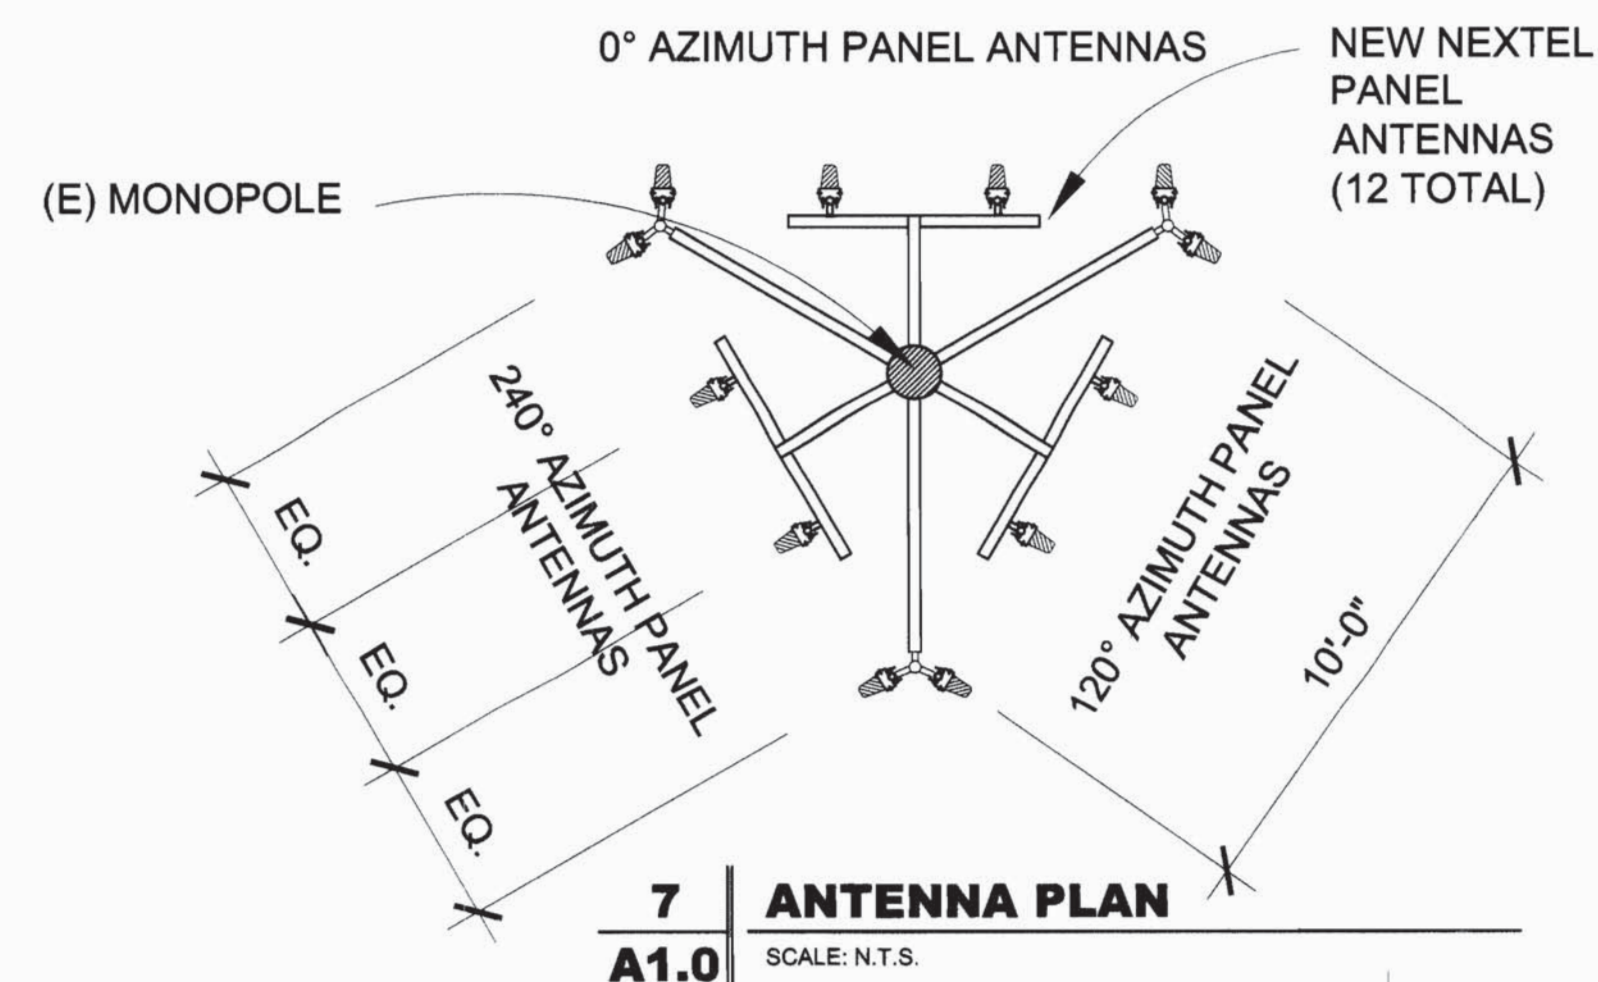 0° AZIMUTH PANEL ANTENNAS
NEW NEXTEL
PANEL
ANTENNAS
(12 TOTAL)
(E) MONOPOLE
240° AZIMUTH PANEL
ANTENNAS
120° AZIMUTH PANEL
ANTENNAS
EQ.
EQ.
EQ.
10'-0"
7
ANTENNA PLAN
A1.0
SCALE: N.T.S.